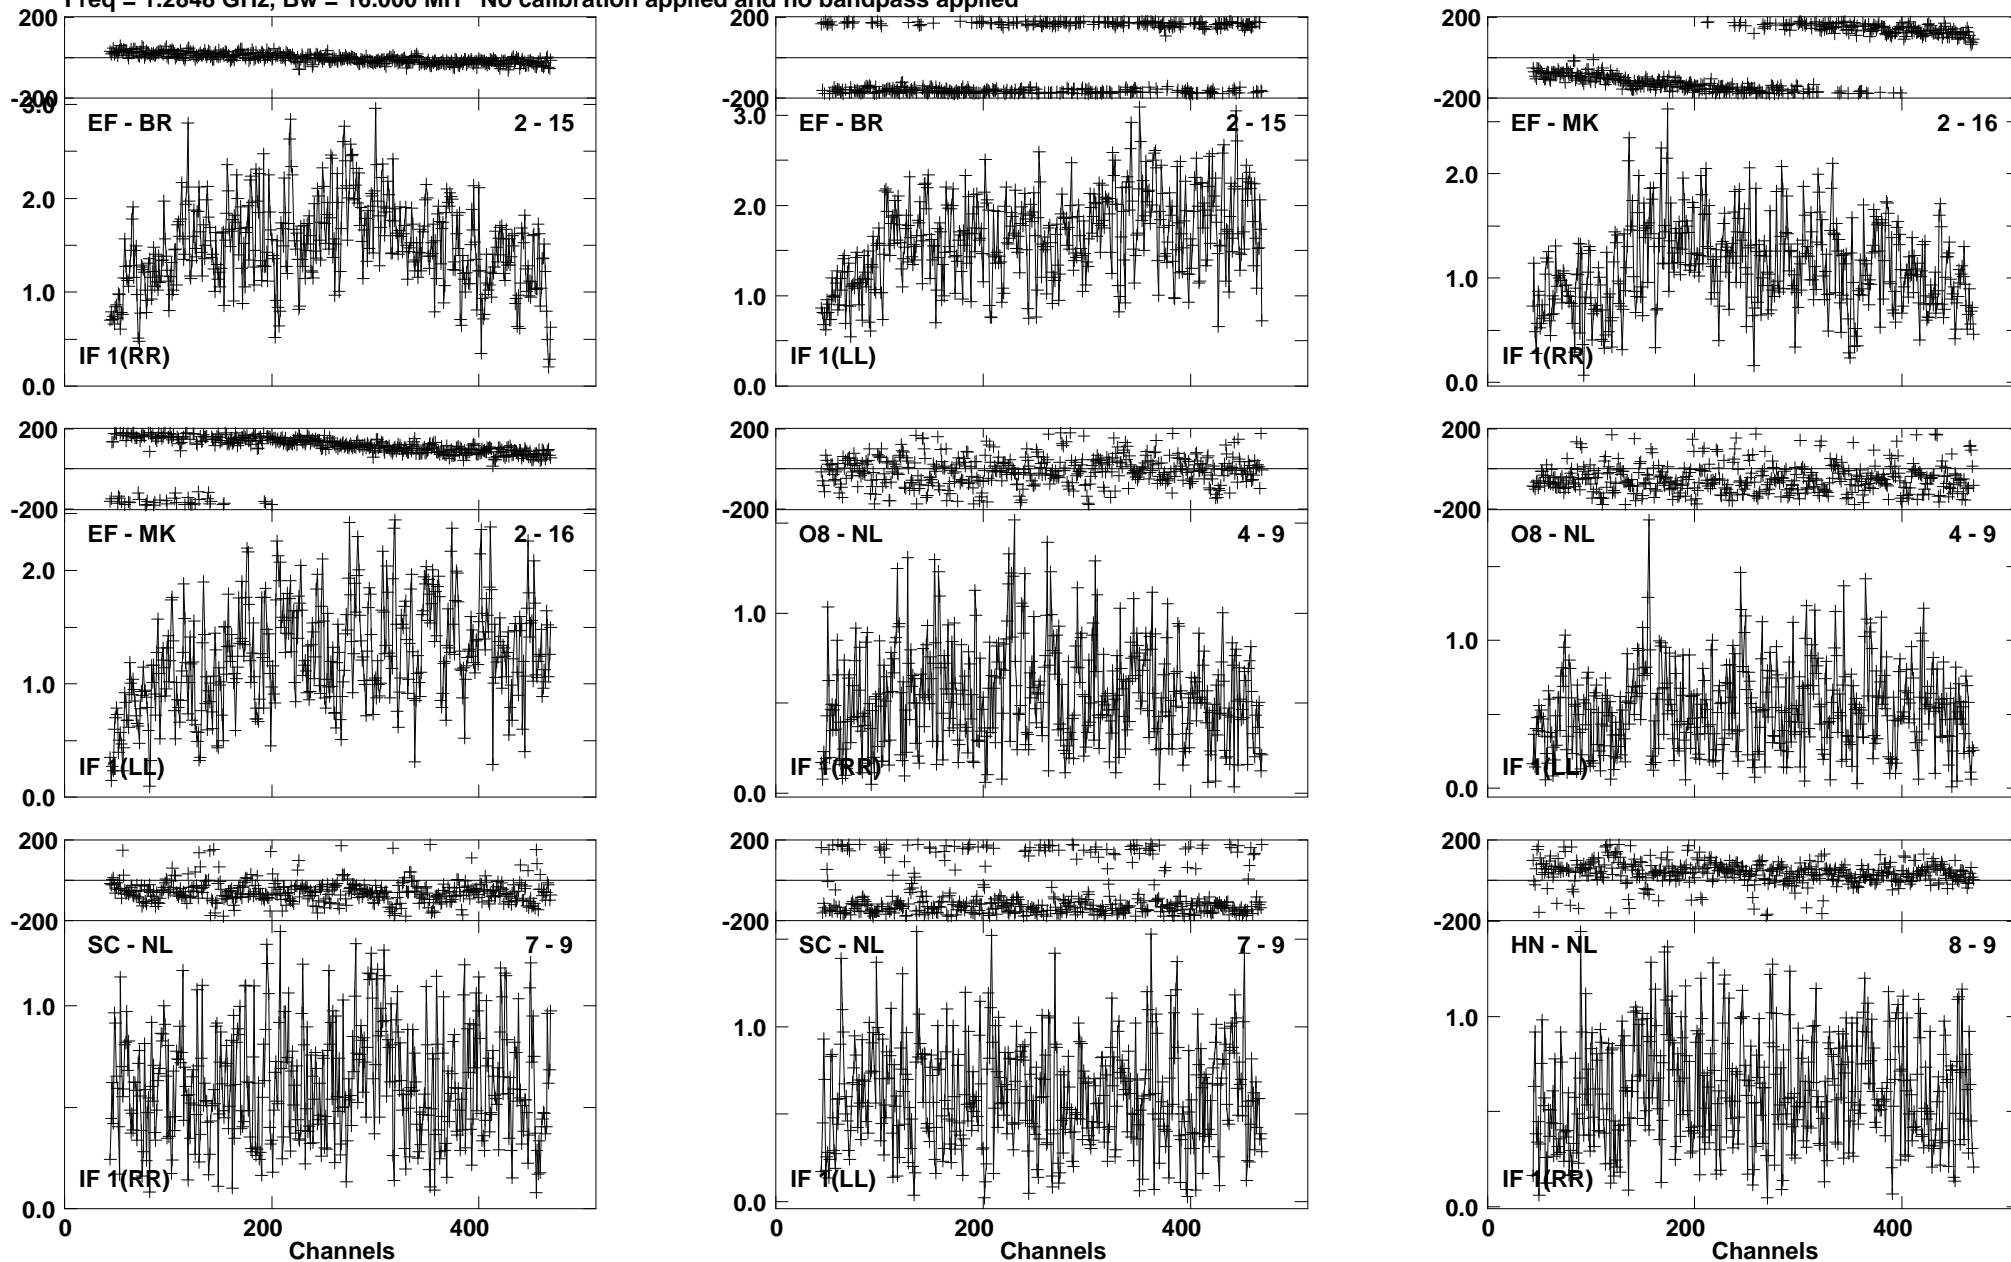 Freq = 1.2848 GHz, Bw = 16.000 MH No calibration applied and no bandpass applied
200
-200
3.0
2.0
1.0
0.0
EF - BR
2 - 15
IF 1(RR)
200
-200
3.0
2.0
1.0
0.0
EF - BR
2 - 15
IF 1(LL)
200
-200
2.0
1.0
0.0
EF - MK
2 - 16
IF 1(RR)
200
-200
2.0
1.0
0.0
EF - MK
2 - 16
IF 1(LL)
200
-200
1.0
0.0
O8 - NL
4 - 9
IF 1(RR)
200
-200
1.0
0.0
O8 - NL
4 - 9
IF 1(LL)
200
-200
1.0
0.0
SC - NL
7 - 9
IF 1(RR)
0 200 400
Channels
200
-200
1.0
0.0
SC - NL
7 - 9
IF 1(LL)
0 200 400
Channels
200
-200
1.0
0.0
HN - NL
8 - 9
IF 1(RR)
0 200 400
Channels